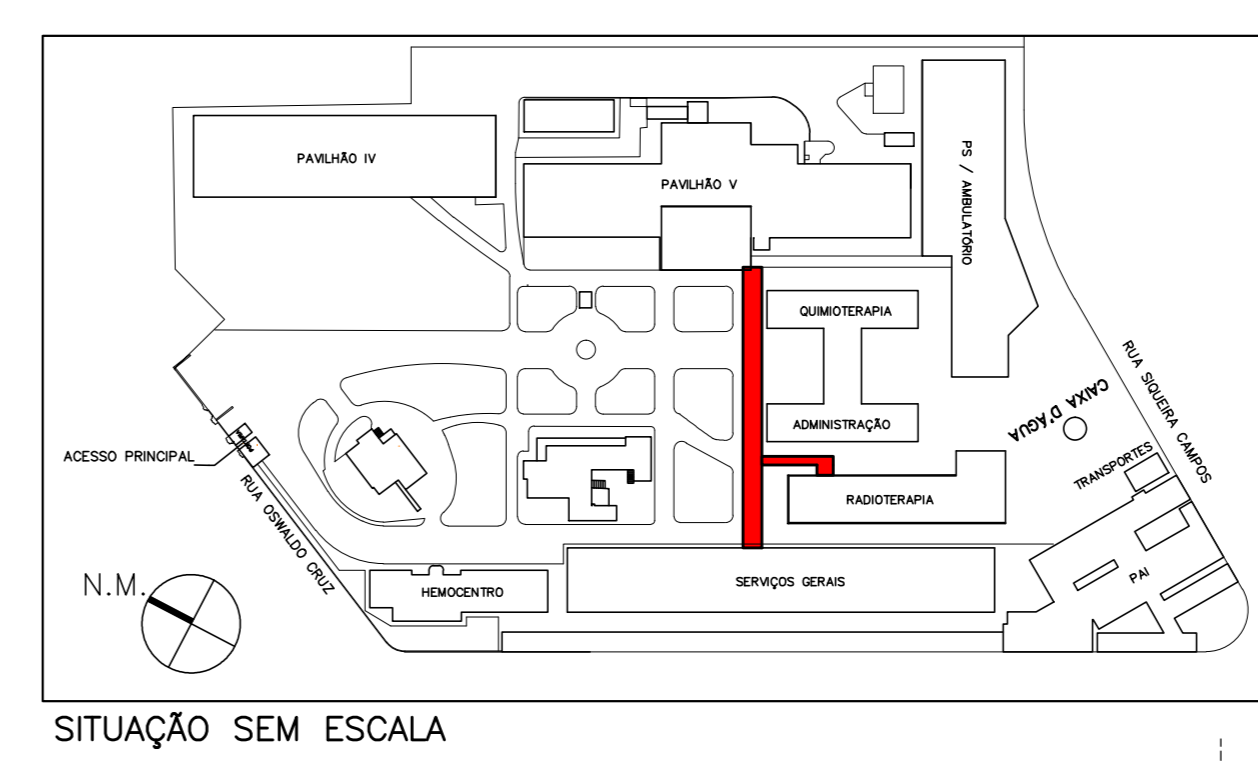 PAVILHÃO IV
PAVILHÃO V
PS / AMBULATÓRIO
QUIMIOTERAPIA
ADMINISTRAÇÃO
RUA SIQUEIRA CAMPOS
CAIXA D'ÁGUA
TRANSPORTES
ACESSO PRINCIPAL
RUA OSWALDO CRUZ
RADIOTERAPIA
N.M.
HEMOCENTRO
SERVIÇOS GERAIS
PAI
SITUAÇÃO SEM ESCALA